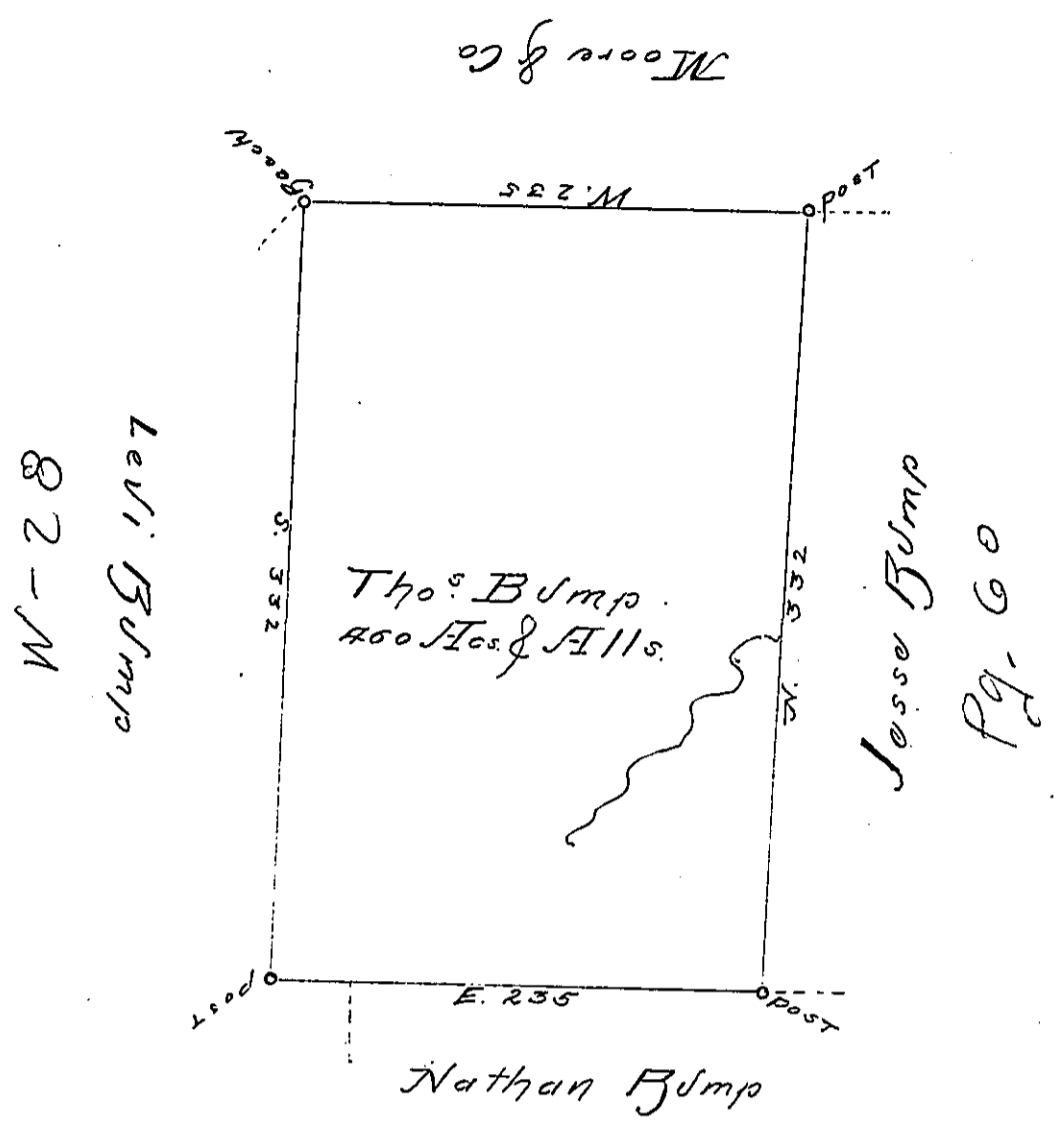 Moore & Co
Beech
W. 235
post
Levi Bump
82-M
S. 332
Thos. Bump.
460 Acs. & Alls.
N. 332
Jesse Bump
Pg. 60
post
E. 235
post
Nathan Bump